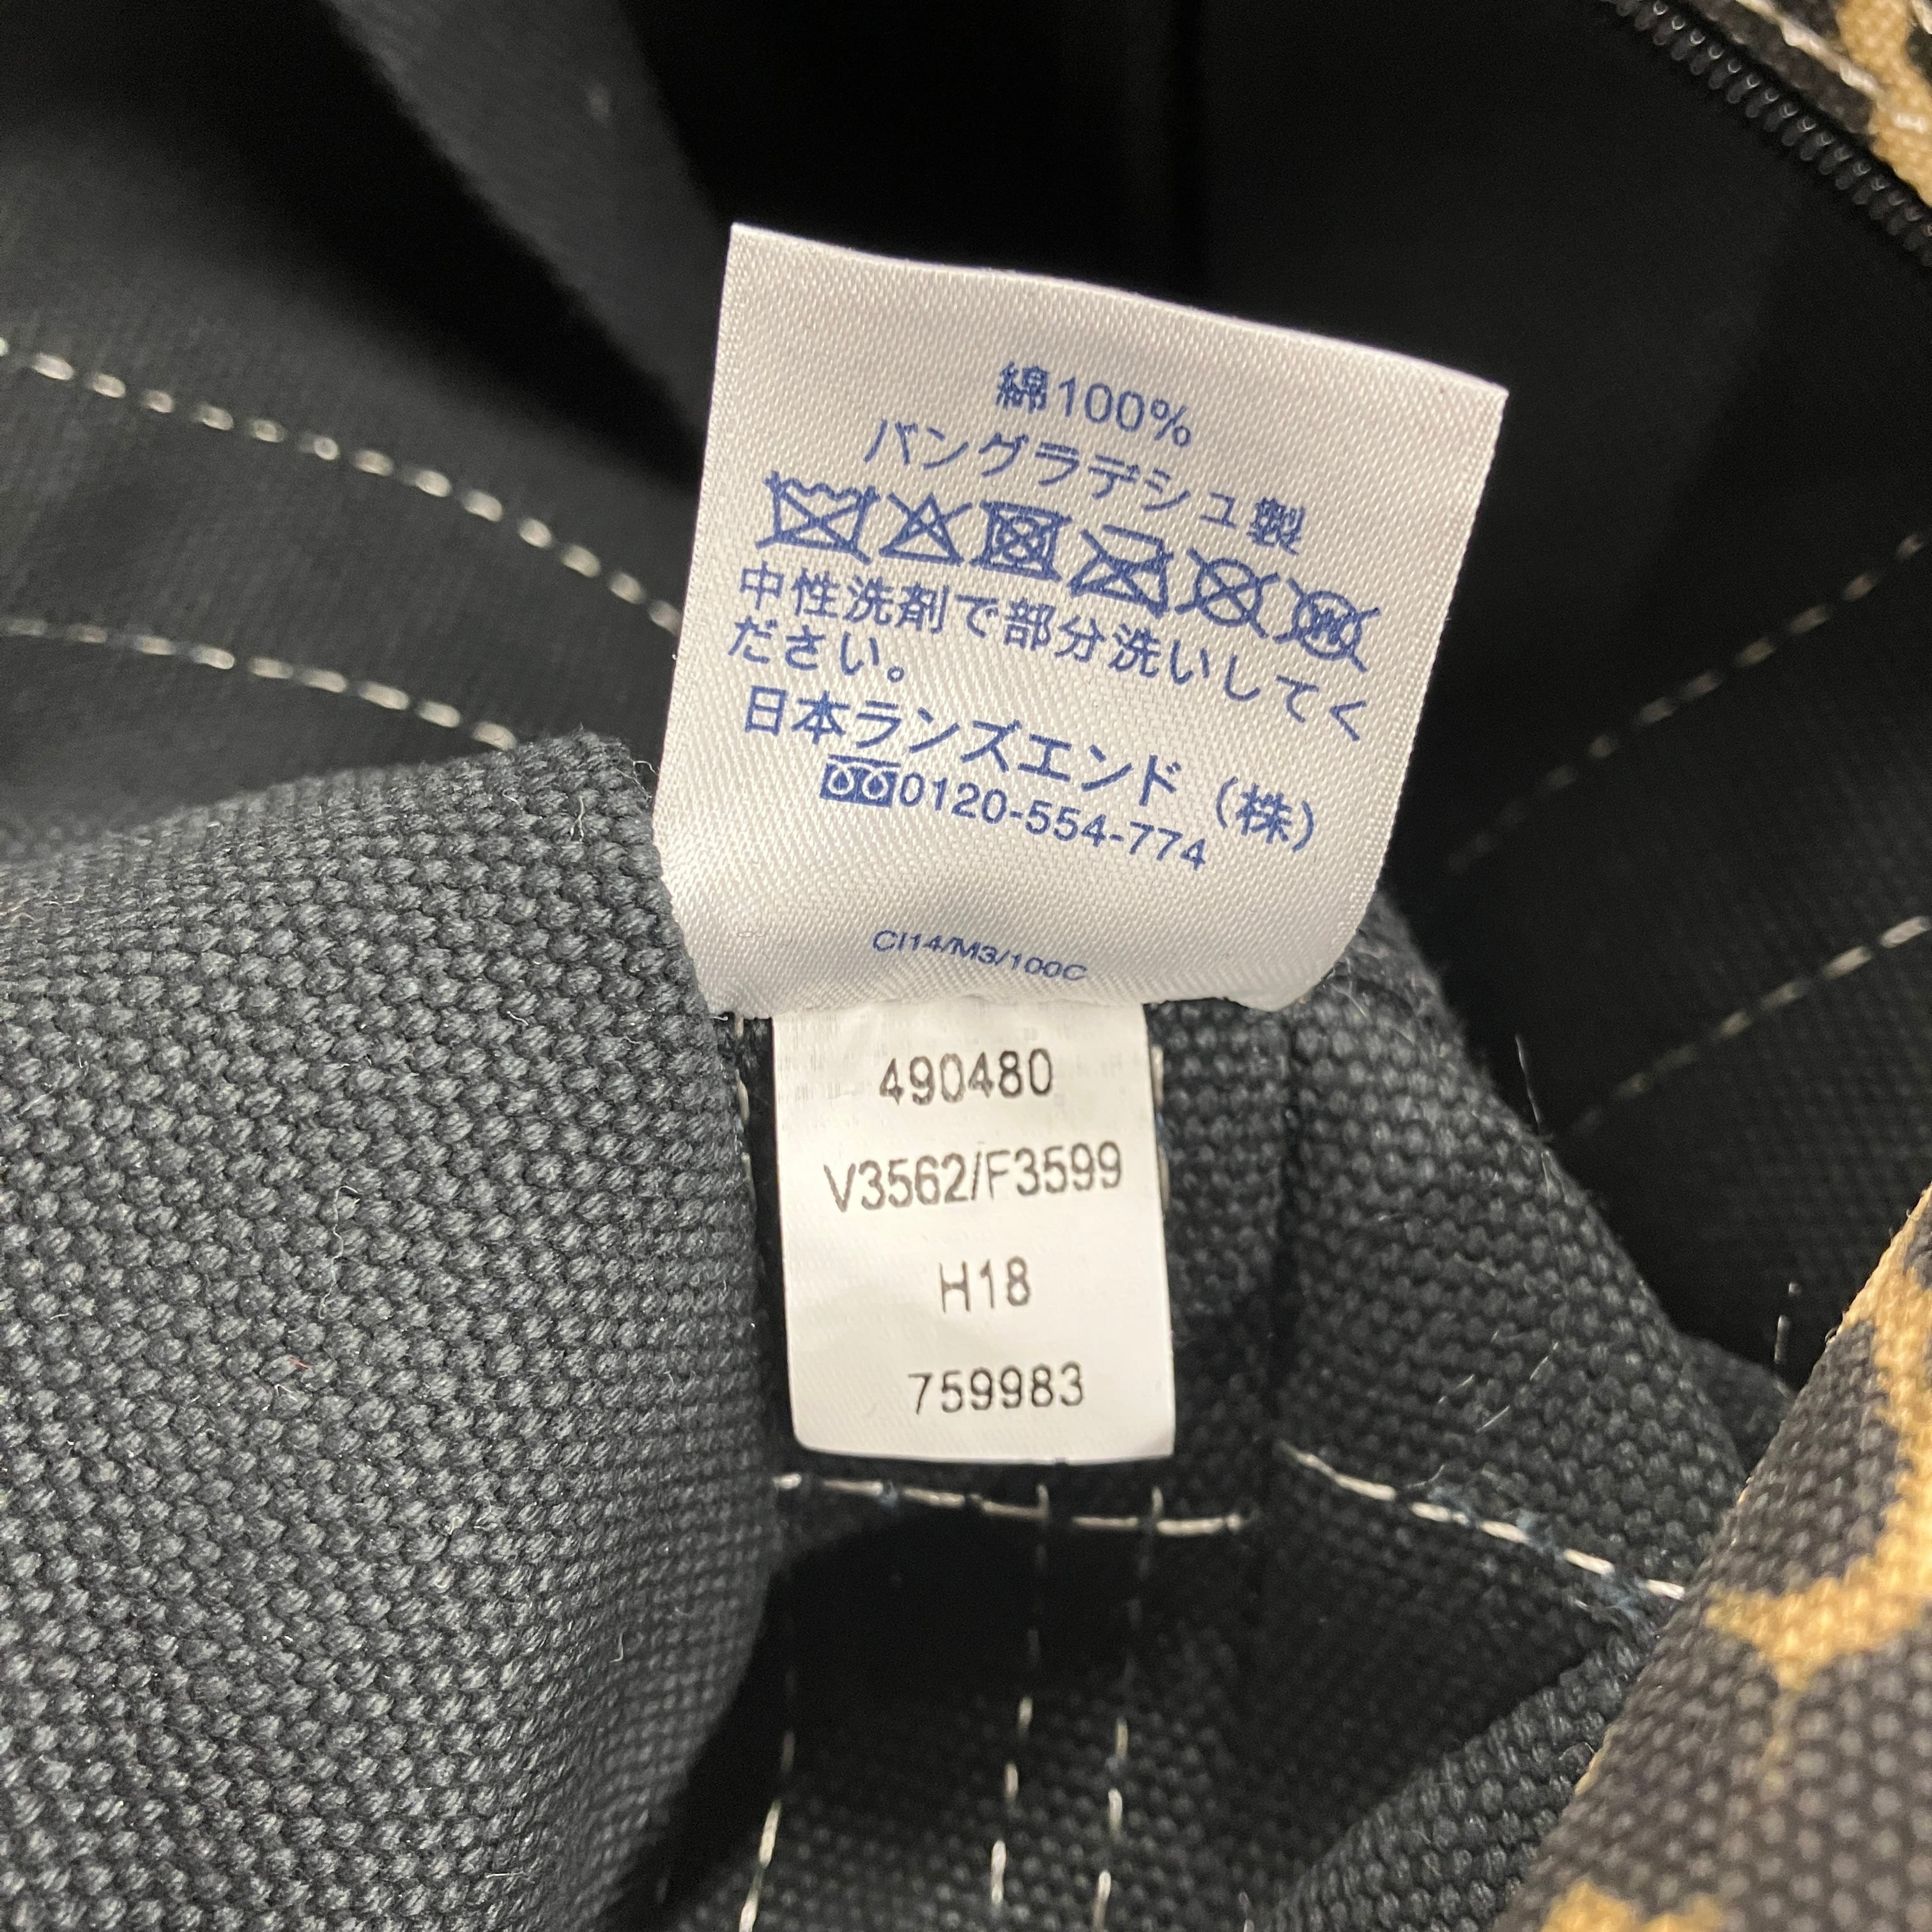 綿100%
バングラデシュ製
中性洗剤で部分洗いしてく
ださい。
日本ランズエンド（株）
0120-554-774
CI14/M3/100C
490480
V3562/F3599
H18
759983